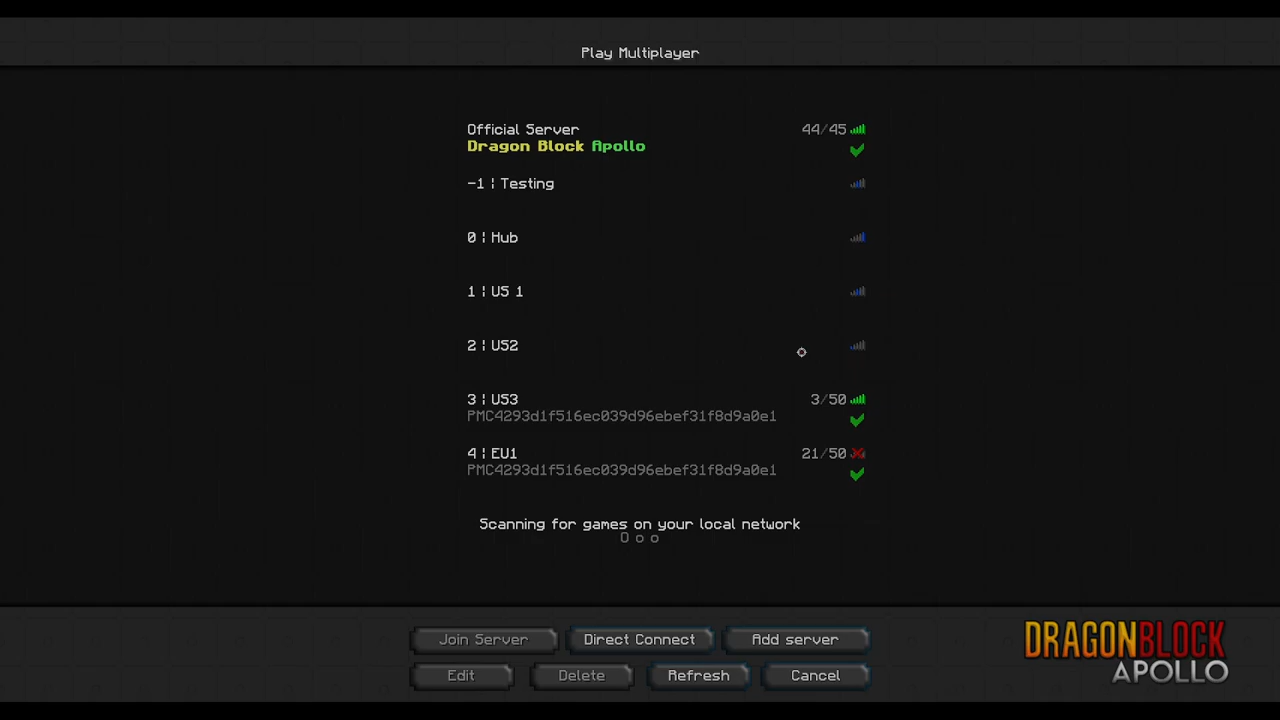 Play Multiplayer
Official Server 44/45
Dragon Block Apollo
-1 ¦ Testing
0 ¦ Hub
1 ¦ US 1
2 ¦ US2
3 ¦ US3 3/50
PMC4293d1f516ec039d96ebef31f8d9a0e1
4 ¦ EU1 21/50
PMC4293d1f516ec039d96ebef31f8d9a0e1
Scanning for games on your local network
O o o
Join Server Direct Connect Add server
Edit Delete Refresh Cancel
DRAGONBLOCK
APOLLO